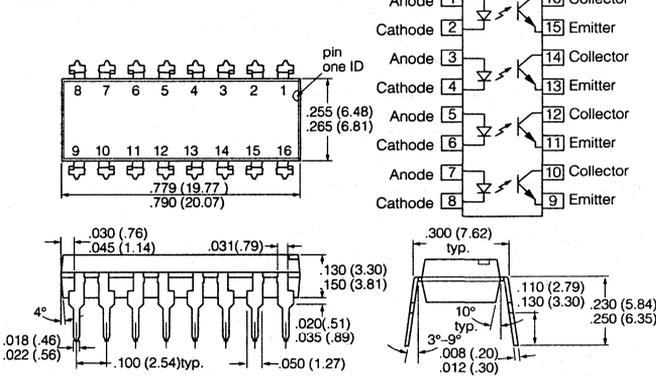 Anode 1 16 Collector
Cathode 2 15 Emitter
Anode 3 14 Collector
Cathode 4 13 Emitter
Anode 5 12 Collector
Cathode 6 11 Emitter
Anode 7 10 Collector
Cathode 8 9 Emitter
pin
one ID
8 7 6 5 4 3 2 1
9 10 11 12 13 14 15 16
.255 (6.48)
.265 (6.81)
.779 (19.77)
.790 (20.07)
.030 (.76)
.045 (1.14)
.031(.79)
.130 (3.30)
.150 (3.81)
4°
.020(.51)
.035 (.89)
.018 (.46)
.022 (.56)
.100 (2.54)typ.
.050 (1.27)
.300 (7.62)
typ.
.110 (2.79)
.130 (3.30)
.230 (5.84)
.250 (6.35)
10°
typ.
3°-9°
.008 (.20)
.012 (.30)